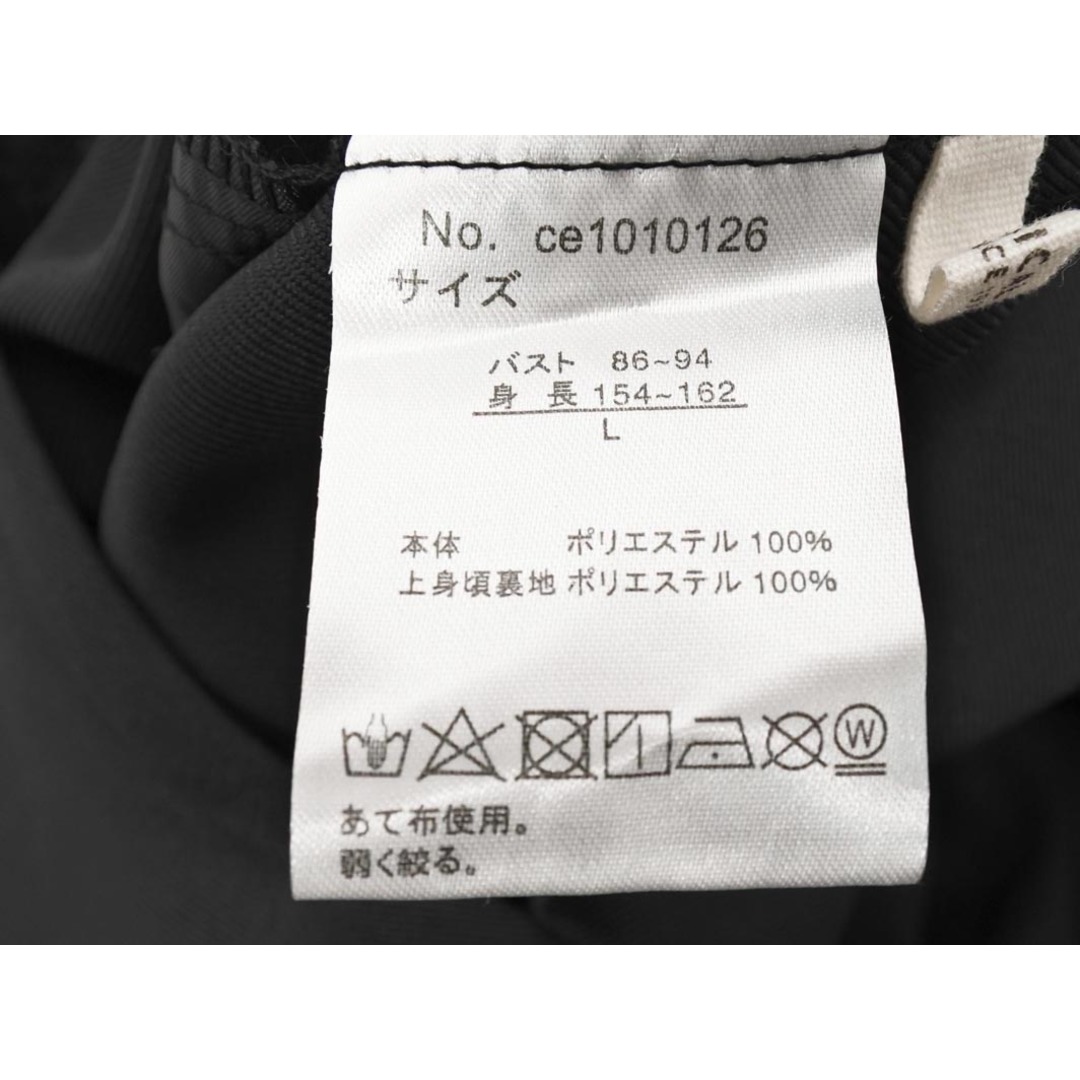 No. ce1010126
サイズ
バスト 86~94
身 長 154~162
L
本体 ポリエステル 100%
上身頃裏地 ポリエステル 100%
W
あて布使用。
弱く絞る。